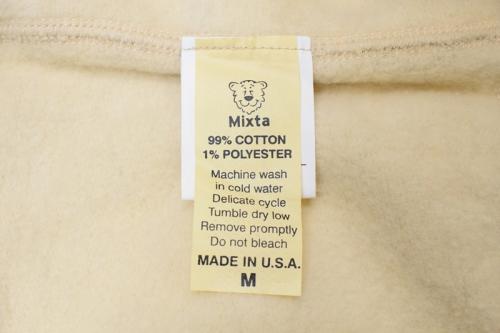 Mixta
99% COTTON
1% POLYESTER
Machine wash
in cold water
Delicate cycle
Tumble dry low
Remove promptly
Do not bleach
MADE IN U.S.A.
M